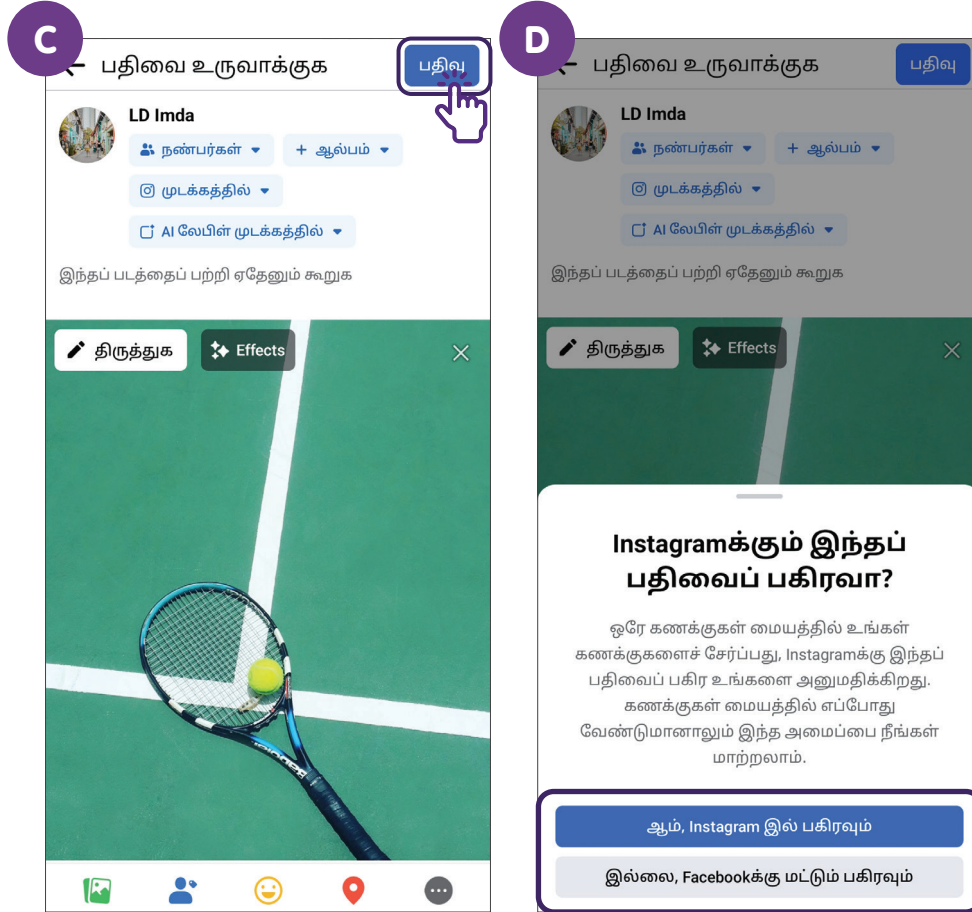 C
பதிவை உருவாக்குக
பதிவு
LD Imda
நண்பர்கள்
+ ஆல்பம்
முடக்கத்தில்
AI லேபிள் முடக்கத்தில்
இந்தப் படத்தைப் பற்றி ஏதேனும் கூறுக
திருத்துக
Effects
Babolat
D
பதிவை உருவாக்குக
பதிவு
LD Imda
நண்பர்கள்
+ ஆல்பம்
முடக்கத்தில்
AI லேபிள் முடக்கத்தில்
இந்தப் படத்தைப் பற்றி ஏதேனும் கூறுக
திருத்துக
Effects
Instagramக்கும் இந்தப்
பதிவைப் பகிரவா?
ஒரே கணக்குகள் மையத்தில் உங்கள்
கணக்குகளைச் சேர்ப்பது, Instagramக்கு இந்தப்
பதிவைப் பகிர உங்களை அனுமதிக்கிறது.
கணக்குகள் மையத்தில் எப்போது
வேண்டுமானாலும் இந்த அமைப்பை நீங்கள்
மாற்றலாம்.
ஆம், Instagram இல் பகிரவும்
இல்லை, Facebookக்கு மட்டும் பகிரவும்